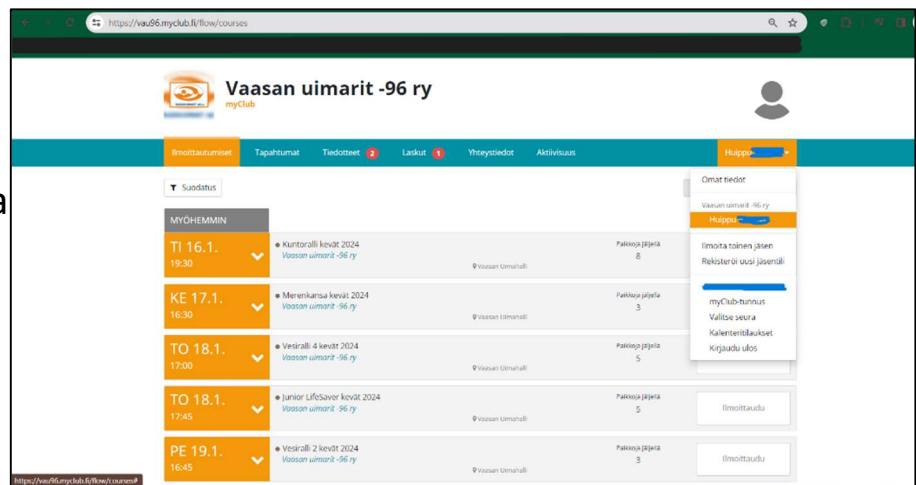 https://vau96.myclub.fi/flow/courses
Vaasan uimarit -96 ry
myClub
Ilmoittautumiset Tapahtumat Tiedotteet 2 Laskut 1 Yhteystiedot Aktiivisuus Huippu
a
Suodatus
Omat tiedot
Vaasan uimarit -96 ry
Huippu
Ilmoita toinen jäsen
Rekisteröi uusi jäsentili
myClub-tunnus
Valitse seura
Kalenteritilaukset
Kirjaudu ulos
MYÖHEMMIN
TI 16.1.
19:30
Kuntoralli kevät 2024
Vaasan uimarit -96 ry
Vaasan Uimahalli
Paikkoja jäljellä
8
KE 17.1.
16:30
Merenkansa kevät 2024
Vaasan uimarit -96 ry
Vaasan Uimahalli
Paikkoja jäljellä
3
TO 18.1.
17:00
Vesiralli 4 kevät 2024
Vaasan uimarit -96 ry
Vaasan Uimahalli
Paikkoja jäljellä
5
TO 18.1.
17:45
Junior LifeSaver kevät 2024
Vaasan uimarit -96 ry
Vaasan Uimahalli
Paikkoja jäljellä
5
Ilmoittaudu
PE 19.1.
16:45
Vesiralli 2 kevät 2024
Vaasan uimarit -96 ry
Vaasan Uimahalli
Paikkoja jäljellä
3
Ilmoittaudu
https://vau96.myclub.fi/flow/courses#